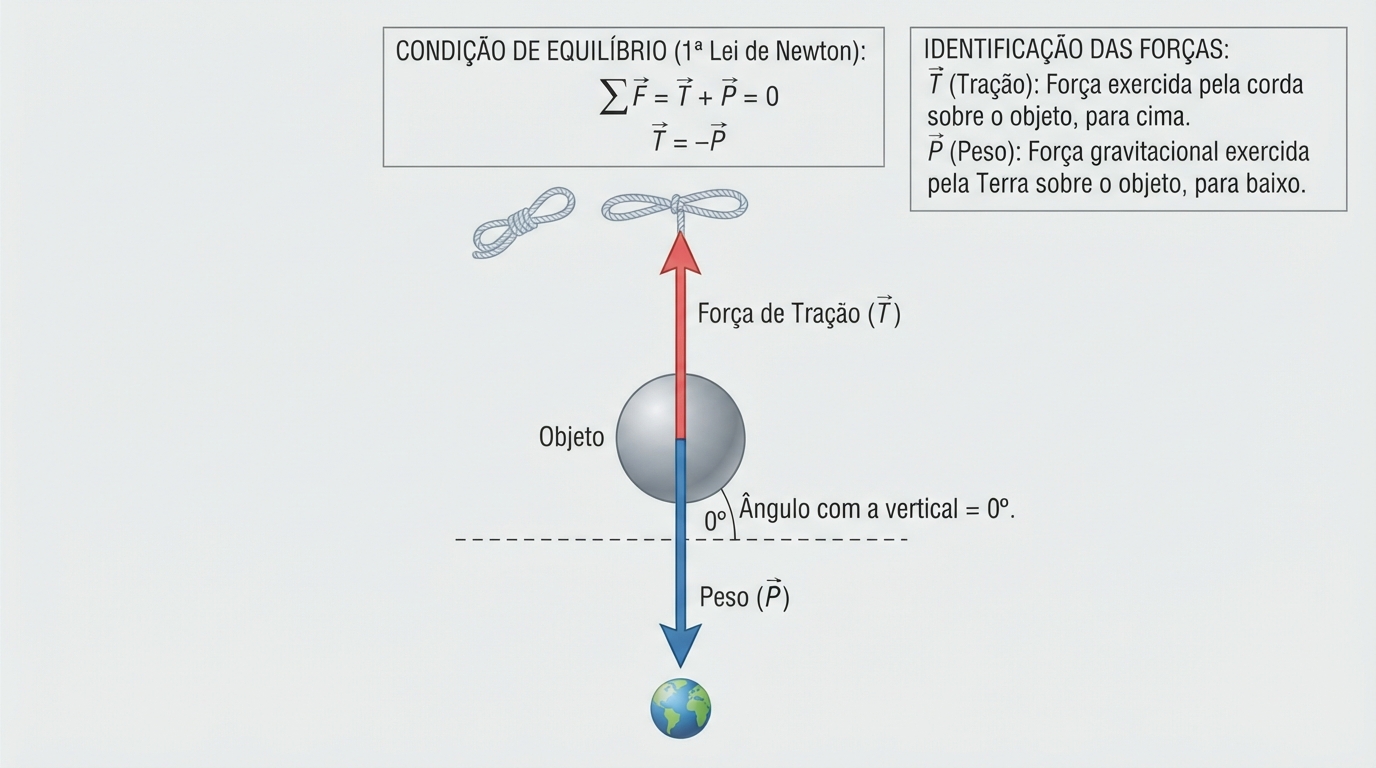 CONDIÇÃO DE EQUILÍBRIO (1ª Lei de Newton):
∑F⃗ = T⃗ + P⃗ = 0
T⃗ = –P⃗
IDENTIFICAÇÃO DAS FORÇAS:
T⃗ (Tração): Força exercida pela corda
sobre o objeto, para cima.
P⃗ (Peso): Força gravitacional exercida
pela Terra sobre o objeto, para baixo.
Força de Tração (T⃗)
Objeto
0º
Ângulo com a vertical = 0º.
Peso (P⃗)